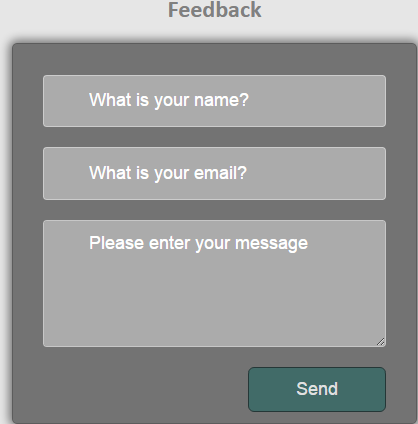 Feedback
What is your name?
What is your email?
Please enter your message
Send